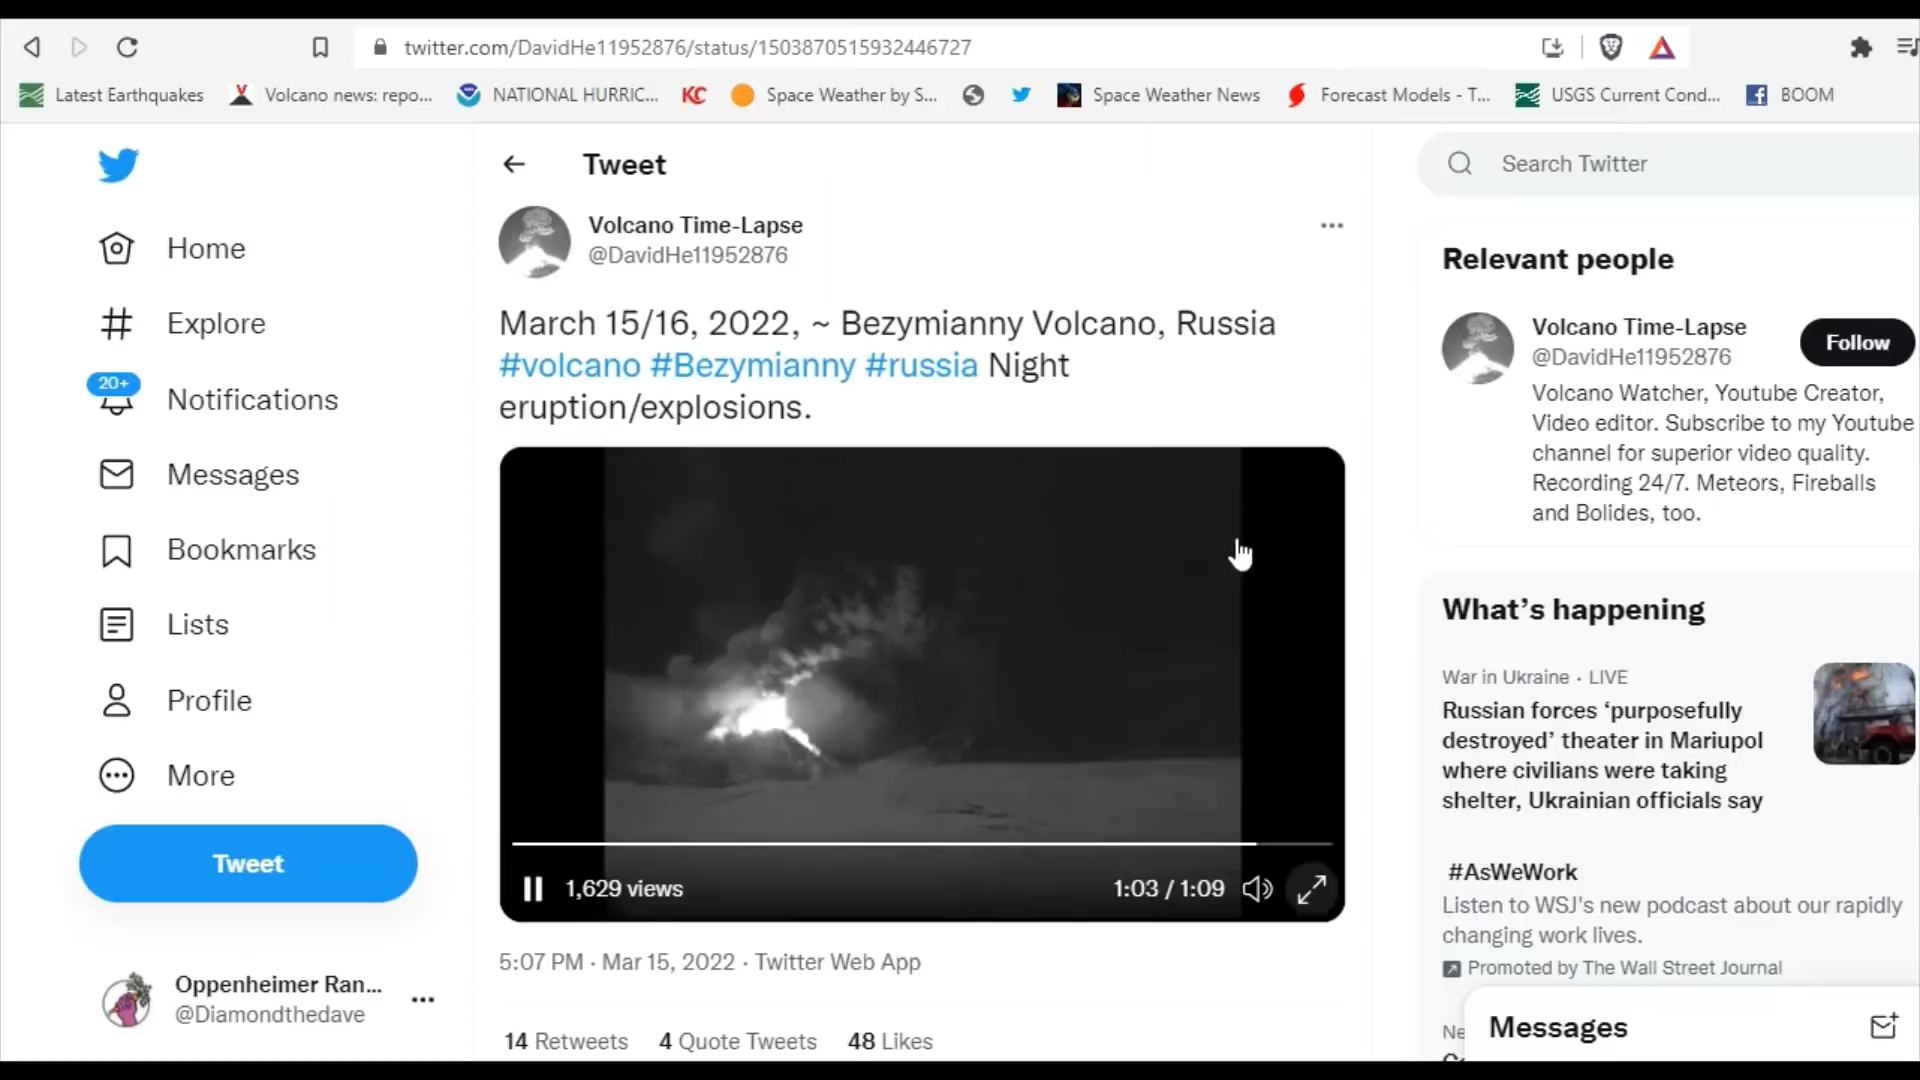 twitter.com/DavidHe11952876/status/1503870515932446727
Latest Earthquakes
Volcano news: repo...
NATIONAL HURRIC...
KC
Space Weather by S...
Space Weather News
Forecast Models - T...
USGS Current Cond...
BOOM
Home
Explore
20+
Notifications
Messages
Bookmarks
Lists
Profile
More
Tweet
Oppenheimer Ran...
@Diamondthedave
Tweet
Volcano Time-Lapse
@DavidHe11952876
March 15/16, 2022, ~ Bezymianny Volcano, Russia
#volcano #Bezymianny #russia Night
eruption/explosions.
1,629 views
1:03 / 1:09
5:07 PM · Mar 15, 2022 · Twitter Web App
14 Retweets 4 Quote Tweets 48 Likes
Search Twitter
Relevant people
Volcano Time-Lapse
@DavidHe11952876
Follow
Volcano Watcher, Youtube Creator,
Video editor. Subscribe to my Youtube
channel for superior video quality.
Recording 24/7. Meteors, Fireballs
and Bolides, too.
What's happening
War in Ukraine · LIVE
Russian forces ‘purposefully
destroyed’ theater in Mariupol
where civilians were taking
shelter, Ukrainian officials say
#AsWeWork
Listen to WSJ's new podcast about our rapidly
changing work lives.
Promoted by The Wall Street Journal
Messages